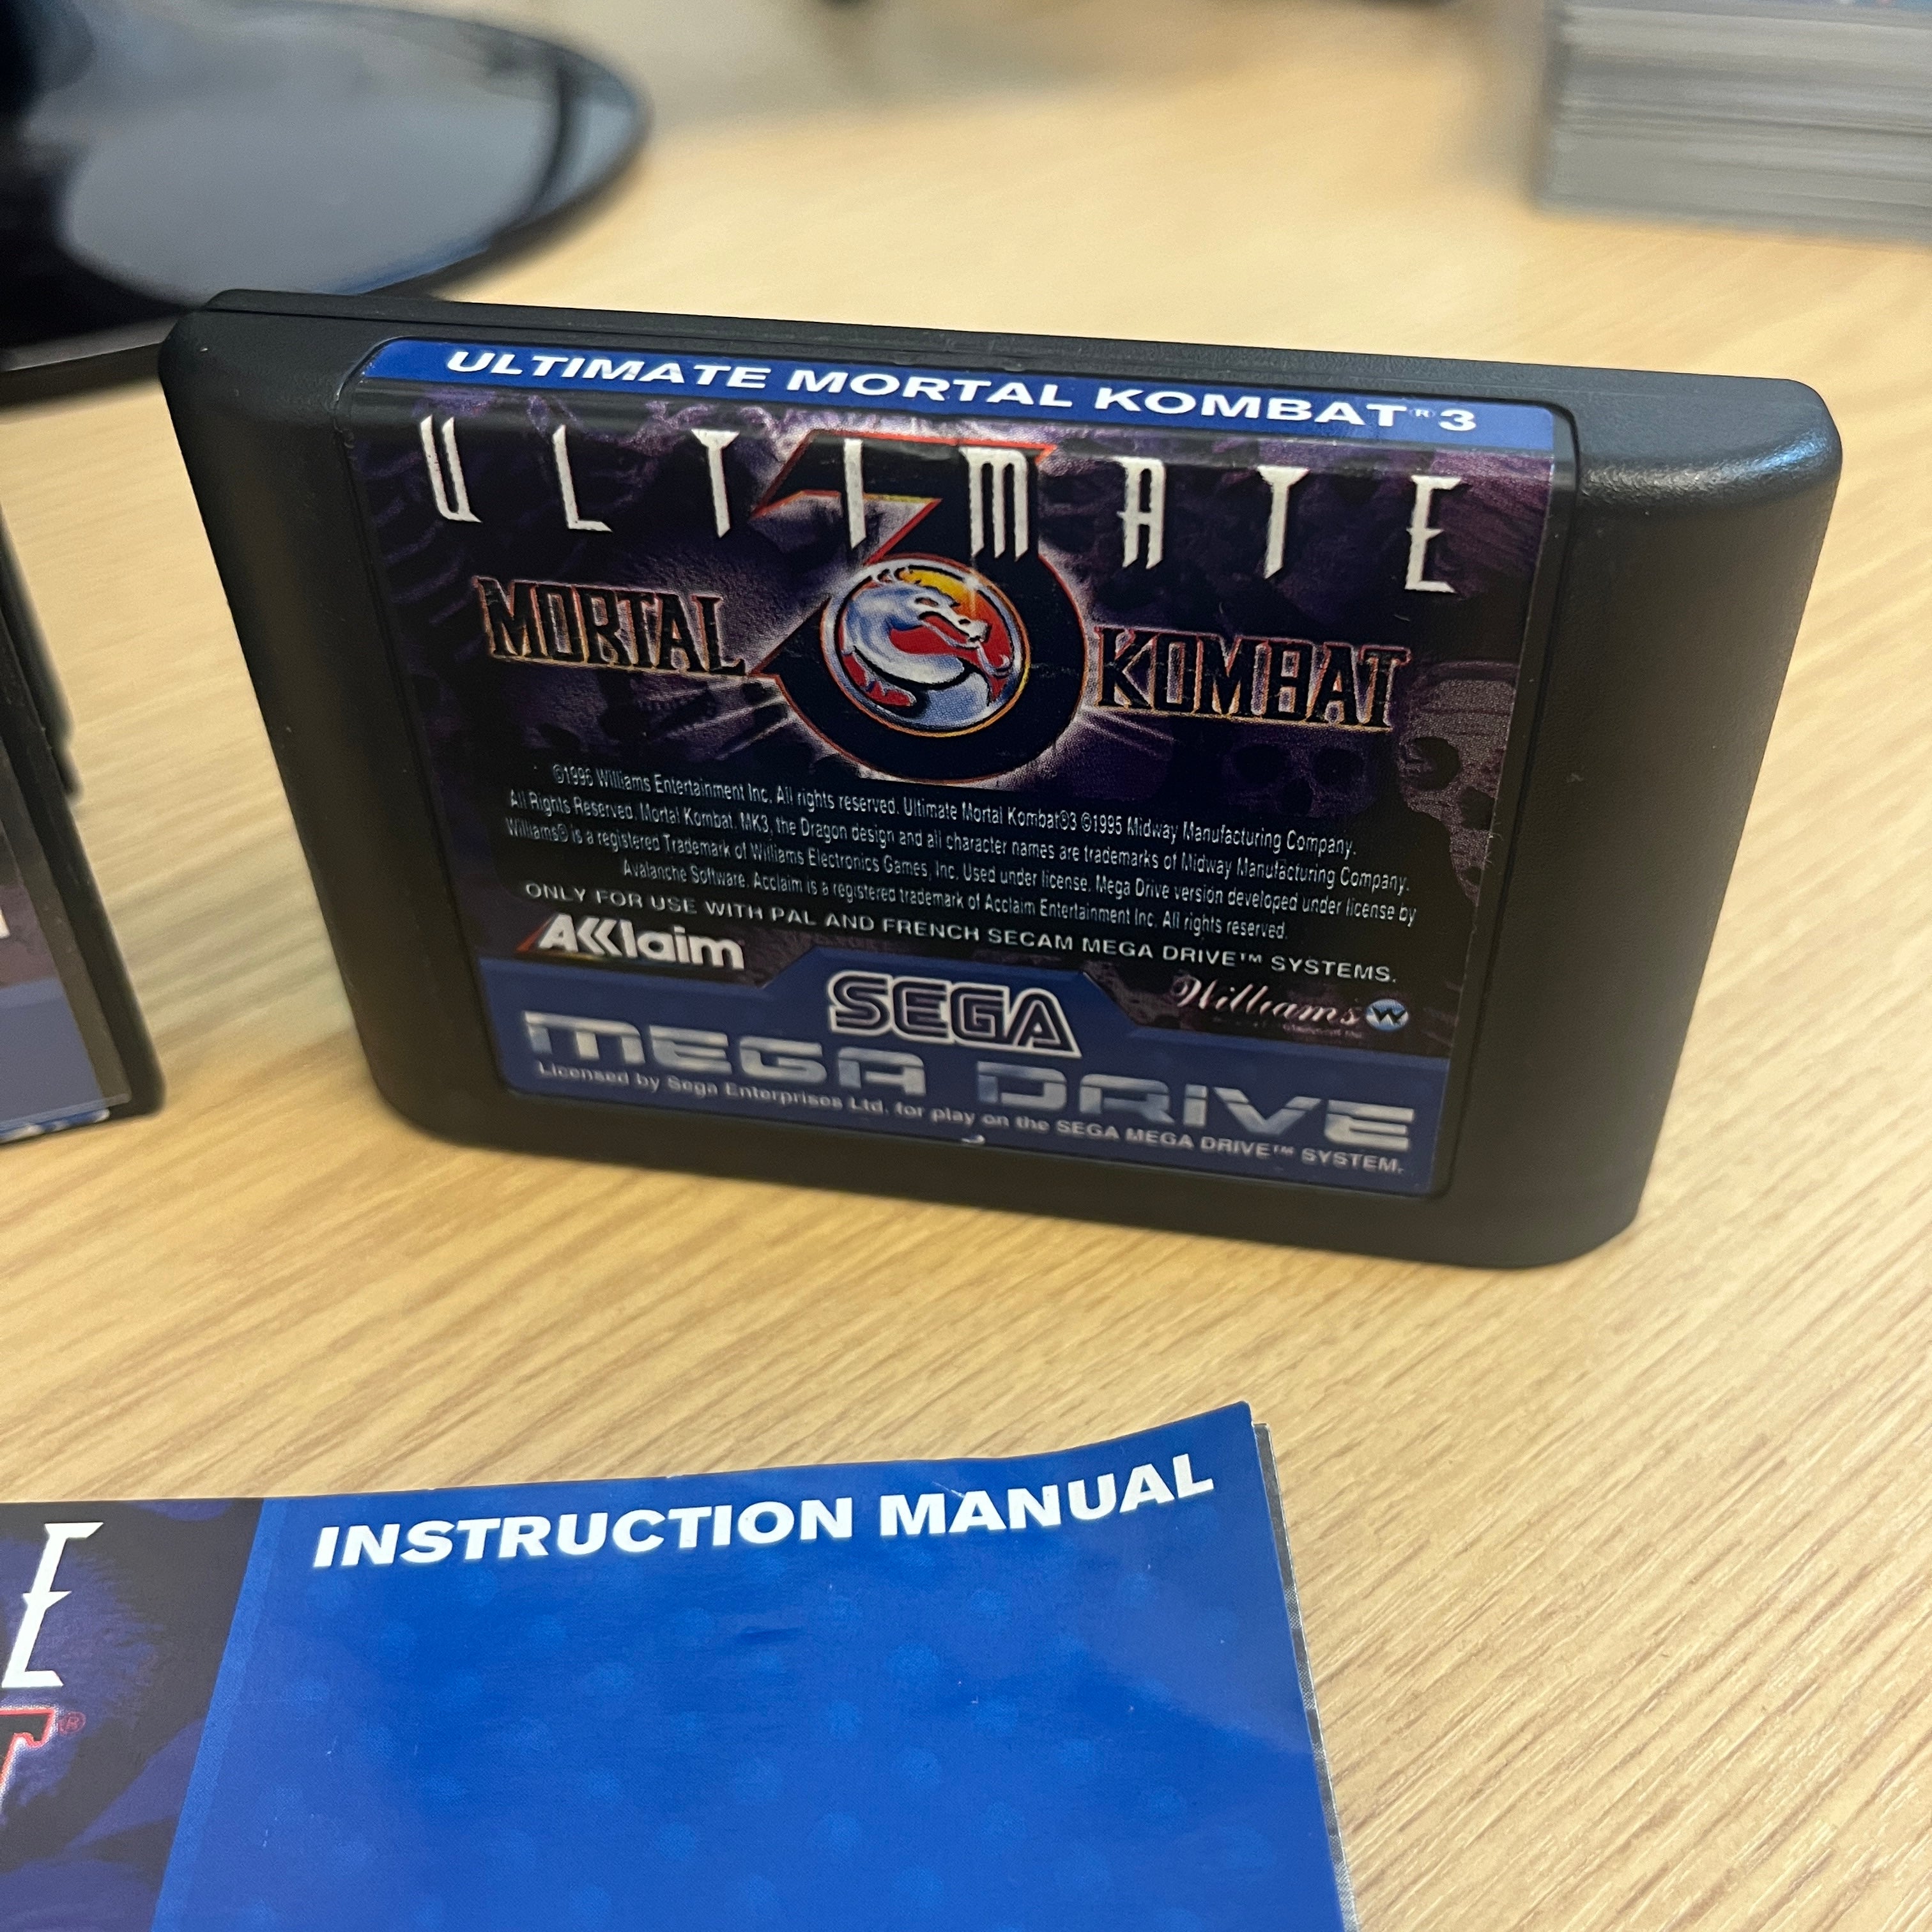 ULTIMATE MORTAL KOMBAT® 3
ULTIMATE
MORTAL 3 KOMBAT
©1996 Williams Entertainment Inc. All rights reserved. Ultimate Mortal Kombat®3 ©1995 Midway Manufacturing Company.
All Rights Reserved. Mortal Kombat, MK3, the Dragon design and all character names are trademarks of Midway Manufacturing Company.
Williams® is a registered Trademark of Williams Electronics Games, Inc. Used under license. Mega Drive version developed under license by
Avalanche Software. Acclaim is a registered trademark of Acclaim Entertainment Inc. All rights reserved.
ONLY FOR USE WITH PAL AND FRENCH SECAM MEGA DRIVE™ SYSTEMS.
AKklaim
SEGA
Williams W
MEGA DRIVE
Licensed by Sega Enterprises Ltd. for play on the SEGA MEGA DRIVE™ SYSTEM.
INSTRUCTION MANUAL
E
T®